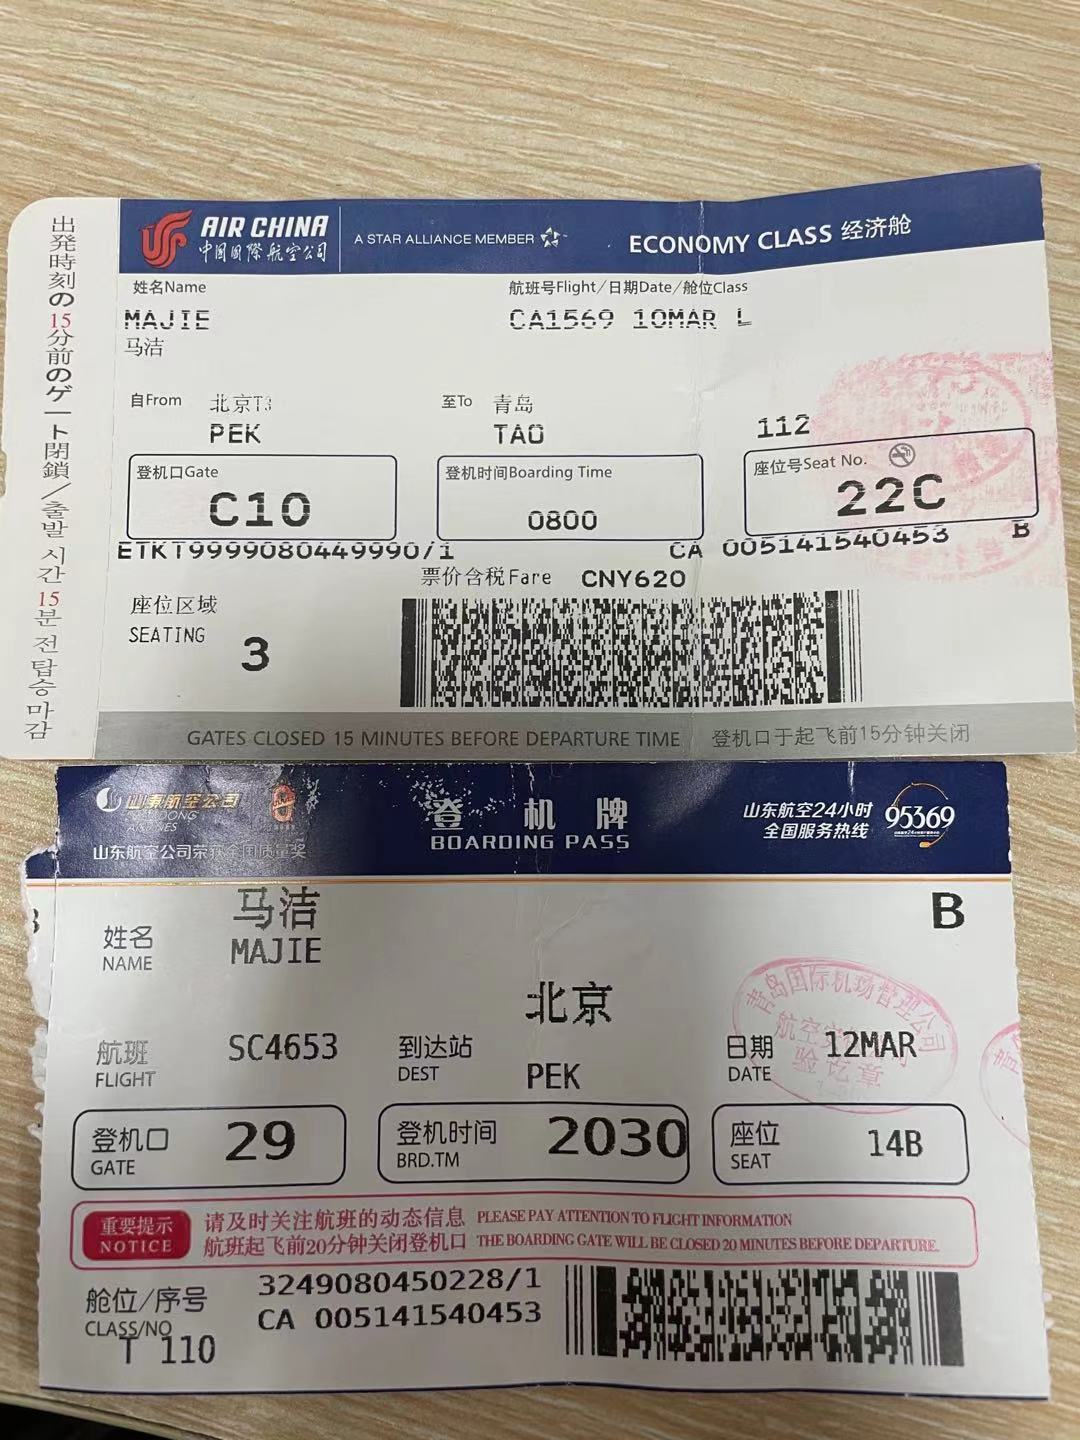 出発時刻の15分前のゲート閉鎖/출발 시간 15분 전 탑승 마감
AIR CHINA
中国国際航空公司
A STAR ALLIANCE MEMBER
ECONOMY CLASS 经济舱
姓名Name
航班号Flight/日期Date/舱位Class
MAJIE
CA1569 10MAR L
马洁
自From 北京T3
至To 青岛
PEK
TAO
112
登机口Gate
登机时间Boarding Time
座位号Seat No.
C10
0800
22C
ETKT9999080449990/1
CA 005141540453
B
票价含税Fare CNY620
座位区域
SEATING
3
GATES CLOSED 15 MINUTES BEFORE DEPARTURE TIME 登机口于起飞前15分钟关闭
山东航空公司
登机牌
BOARDING PASS
山东航空24小时
全国服务热线
95369
B
马洁
姓名
NAME
MAJIE
北京
航班
FLIGHT
SC4653
到达站
DEST
PEK
日期
DATE
12MAR
青岛国际机场管理公司
验讫章
登机口
GATE
29
登机时间
BRD.TM
2030
座位
SEAT
14B
重要提示
NOTICE
请及时关注航班的动态信息 PLEASE PAY ATTENTION TO FLIGHT INFORMATION
航班起飞前20分钟关闭登机口 THE BOARDING GATE WILL BE CLOSED 20 MINUTES BEFORE DEPARTURE.
舱位/序号
CLASS/NO
3249080450228/1
CA 005141540453
T 110